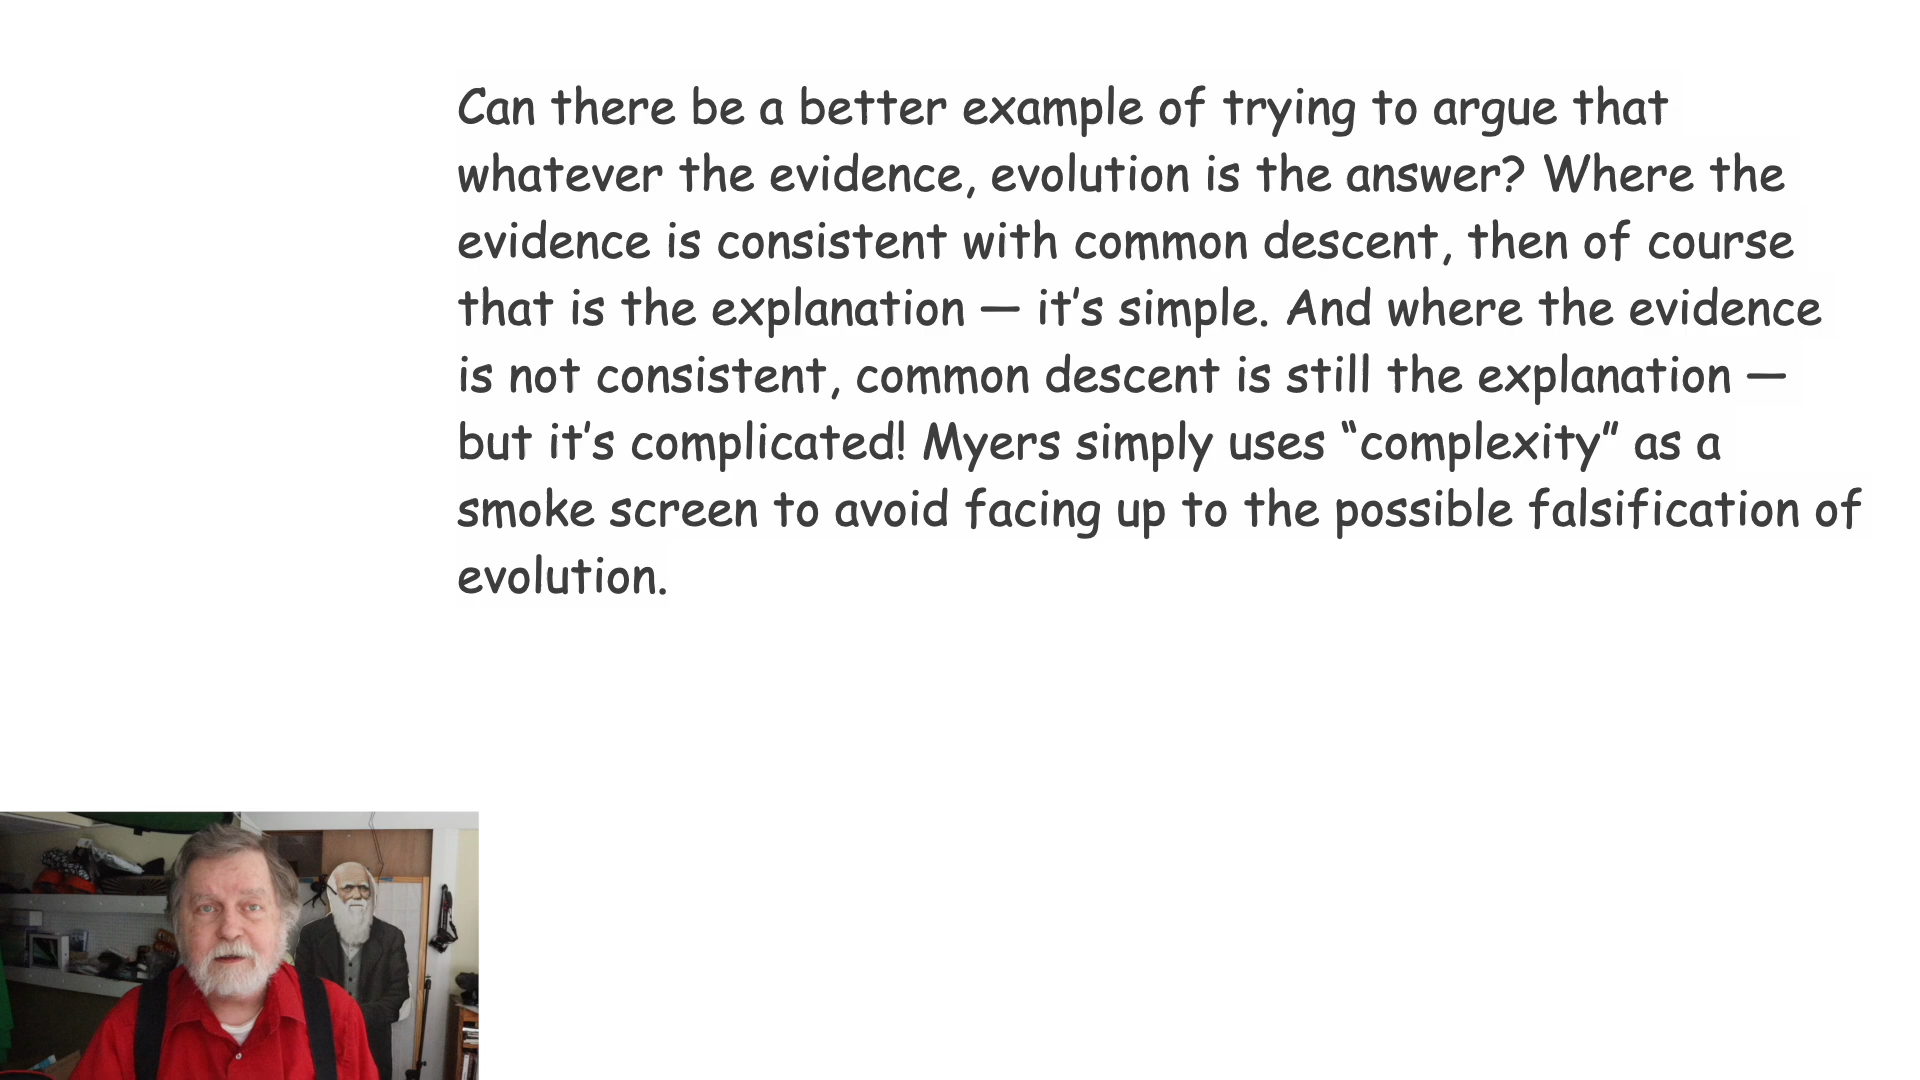 Can there be a better example of trying to argue that
whatever the evidence, evolution is the answer? Where the
evidence is consistent with common descent, then of course
that is the explanation — it’s simple. And where the evidence
is not consistent, common descent is still the explanation —
but it’s complicated! Myers simply uses “complexity” as a
smoke screen to avoid facing up to the possible falsification of
evolution.